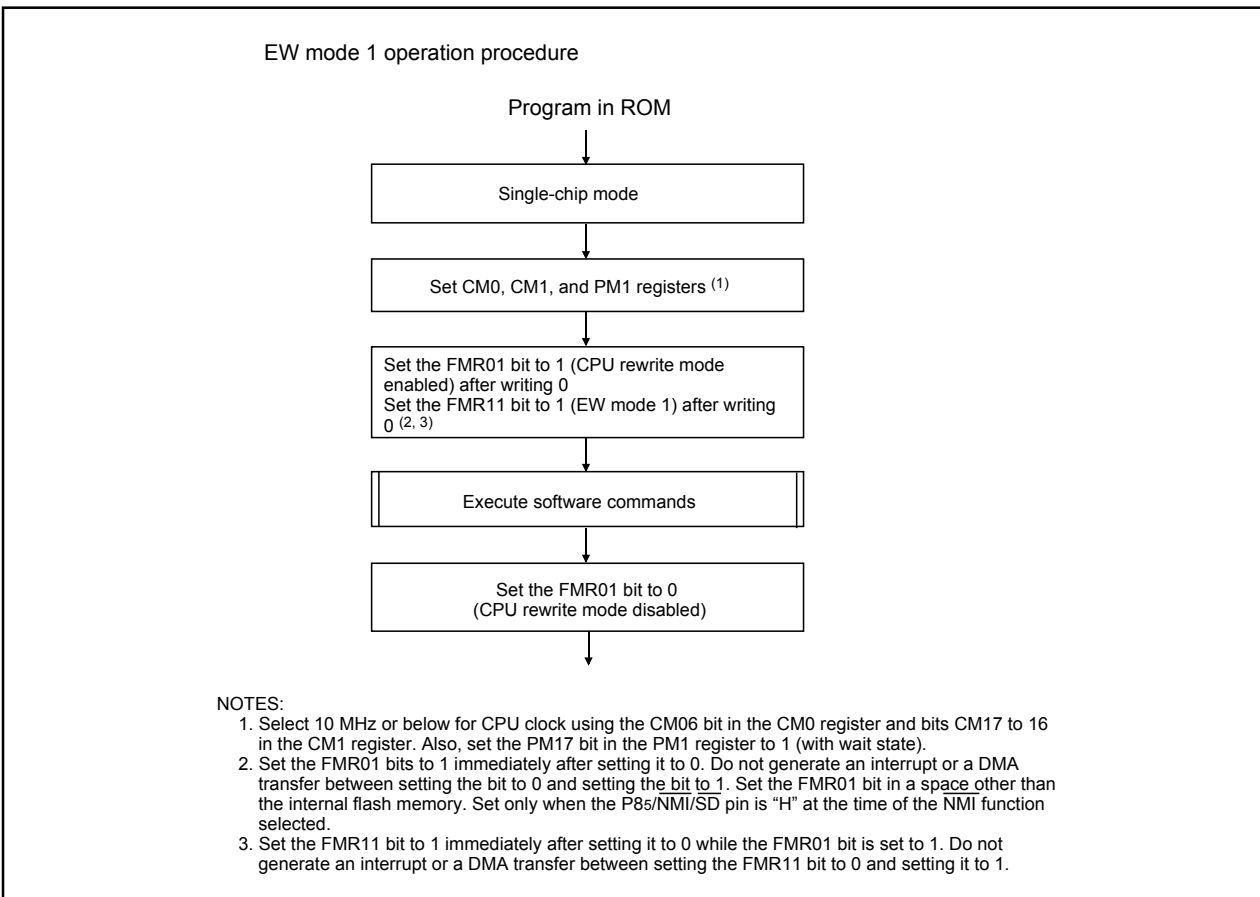 EW mode 1 operation procedure
Program in ROM
Single-chip mode
Set CM0, CM1, and PM1 registers (1)
Set the FMR01 bit to 1 (CPU rewrite mode
enabled) after writing 0
Set the FMR11 bit to 1 (EW mode 1) after writing
0 (2, 3)
Execute software commands
Set the FMR01 bit to 0
(CPU rewrite mode disabled)
NOTES:
1. Select 10 MHz or below for CPU clock using the CM06 bit in the CM0 register and bits CM17 to 16
in the CM1 register. Also, set the PM17 bit in the PM1 register to 1 (with wait state).
2. Set the FMR01 bits to 1 immediately after setting it to 0. Do not generate an interrupt or a DMA
transfer between setting the bit to 0 and setting the bit to 1. Set the FMR01 bit in a space other than
the internal flash memory. Set only when the P85/NMI/SD pin is “H” at the time of the NMI function
selected.
3. Set the FMR11 bit to 1 immediately after setting it to 0 while the FMR01 bit is set to 1. Do not
generate an interrupt or a DMA transfer between setting the FMR11 bit to 0 and setting it to 1.